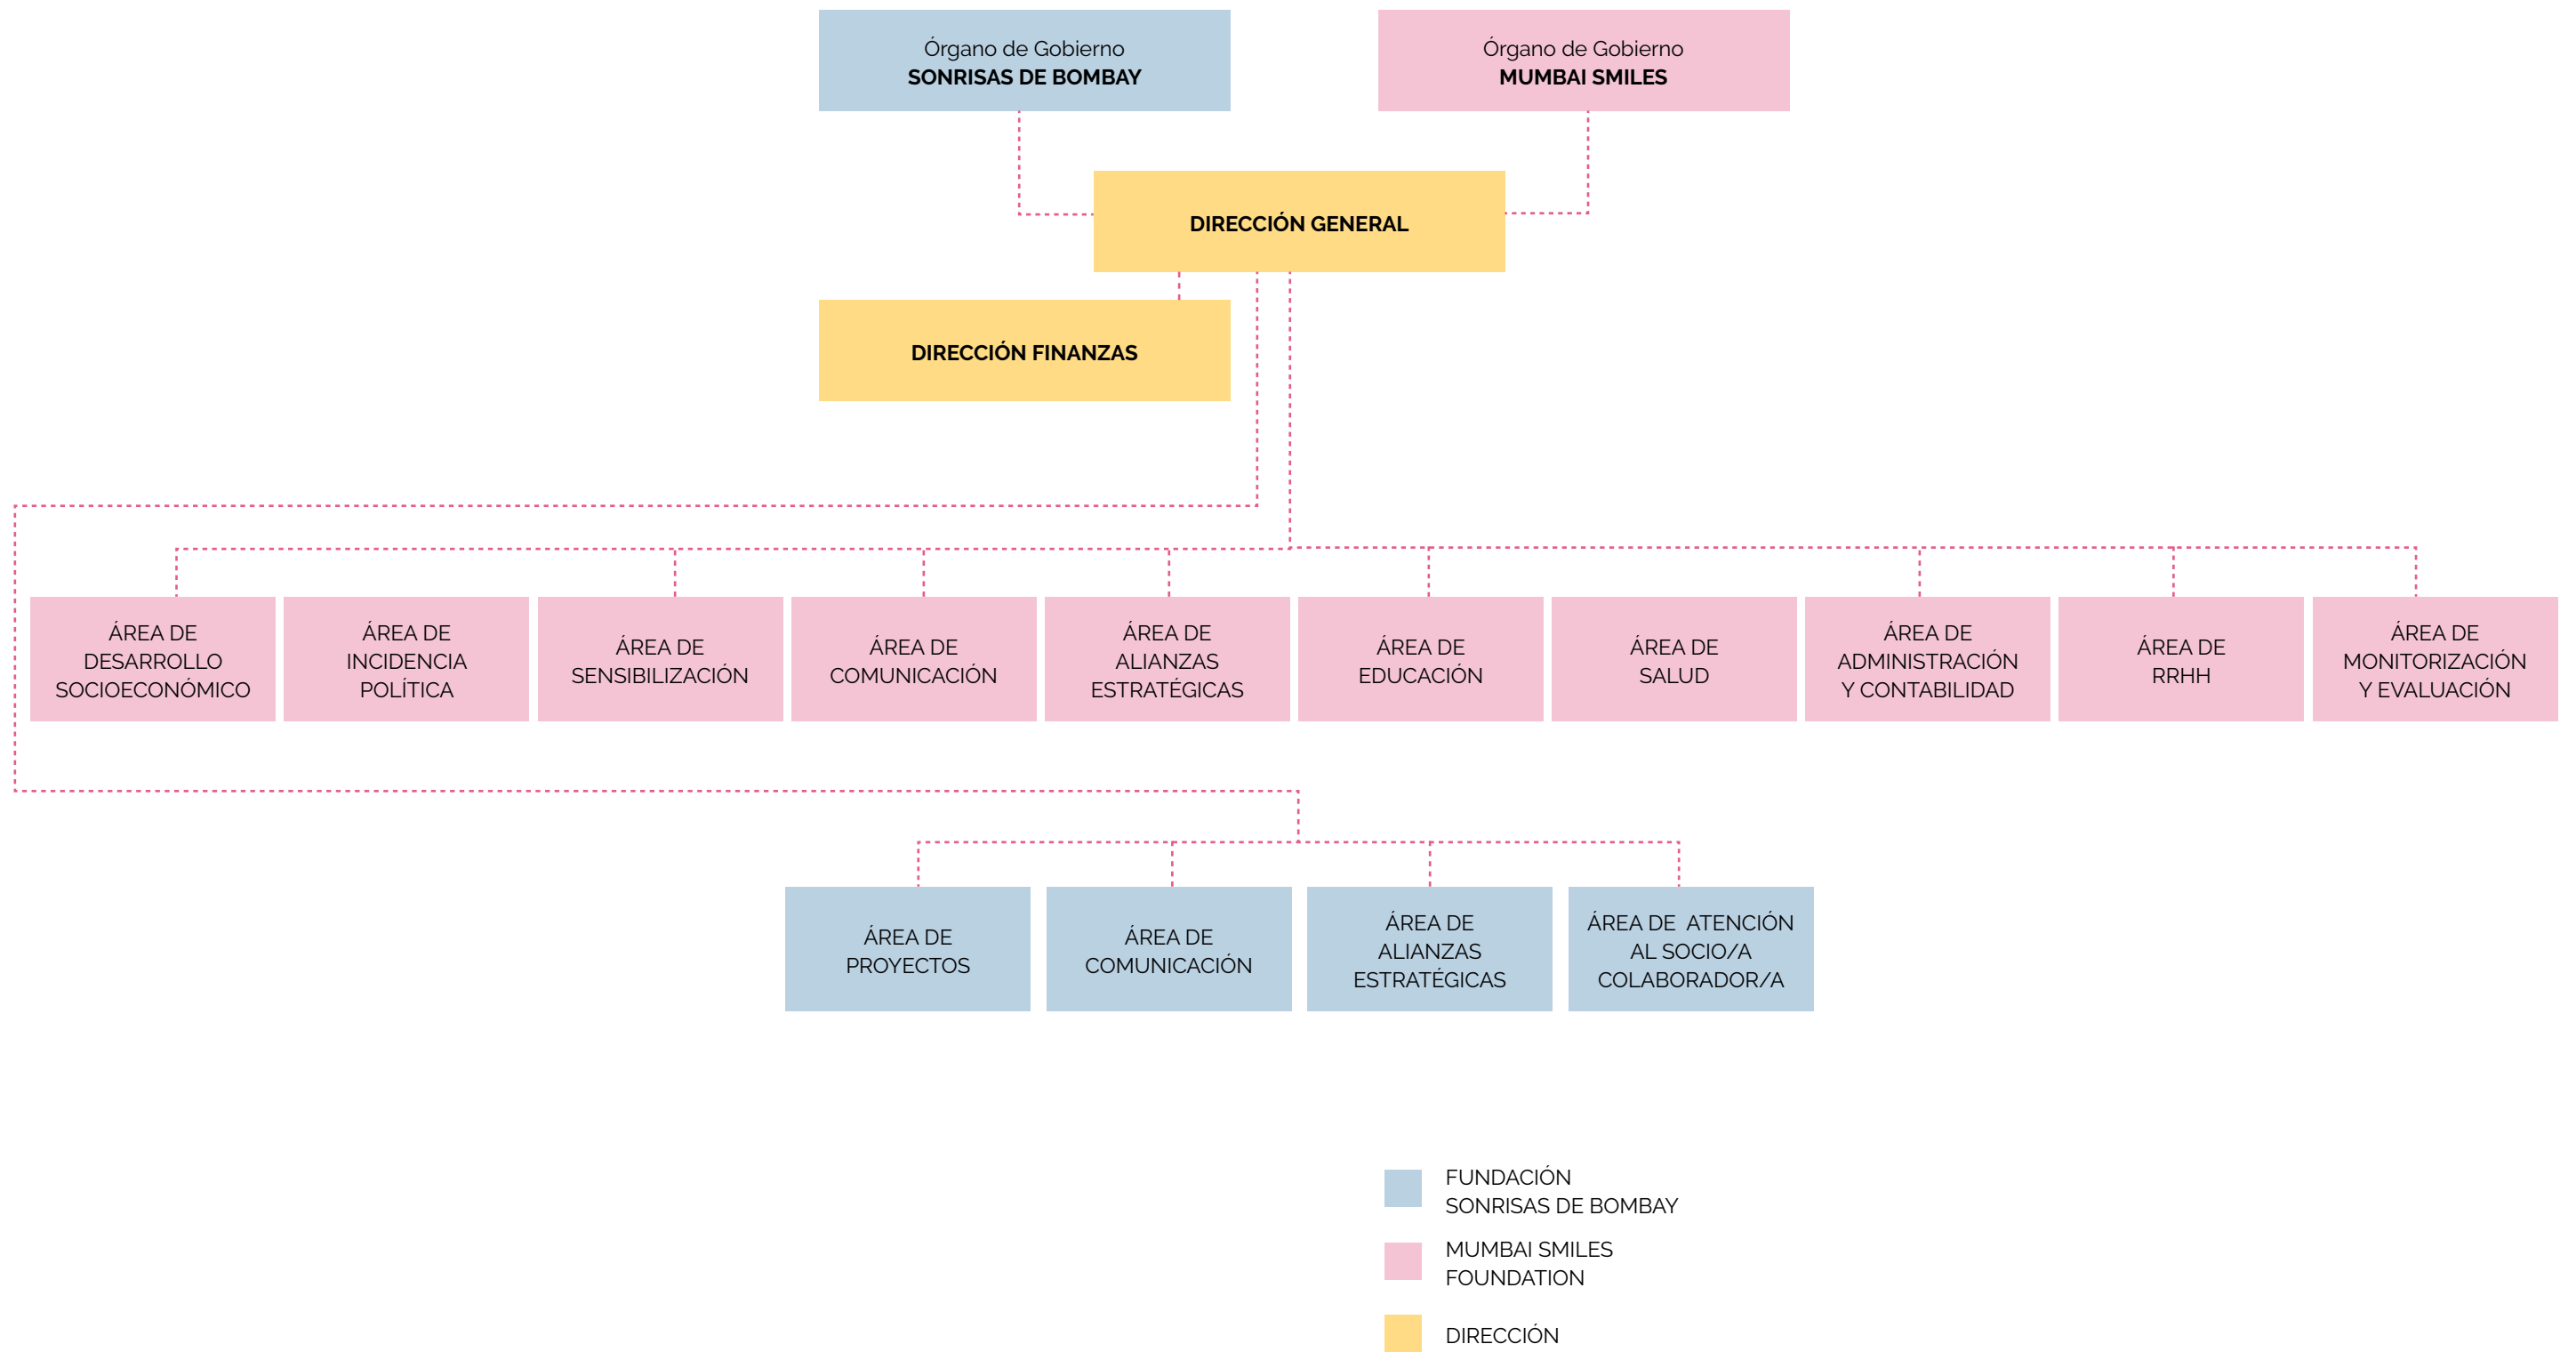 Órgano de Gobierno
SONRISAS DE BOMBAY
Órgano de Gobierno
MUMBAI SMILES
DIRECCIÓN GENERAL
DIRECCIÓN FINANZAS
ÁREA DE
DESARROLLO
SOCIOECONÓMICO
ÁREA DE
INCIDENCIA
POLÍTICA
ÁREA DE
SENSIBILIZACIÓN
ÁREA DE
COMUNICACIÓN
ÁREA DE
ALIANZAS
ESTRATÉGICAS
ÁREA DE
EDUCACIÓN
ÁREA DE
SALUD
ÁREA DE
ADMINISTRACIÓN
Y CONTABILIDAD
ÁREA DE
RRHH
ÁREA DE
MONITORIZACIÓN
Y EVALUACIÓN
ÁREA DE
PROYECTOS
ÁREA DE
COMUNICACIÓN
ÁREA DE
ALIANZAS
ESTRATÉGICAS
ÁREA DE ATENCIÓN
AL SOCIO/A
COLABORADOR/A
FUNDACIÓN
SONRISAS DE BOMBAY
MUMBAI SMILES
FOUNDATION
DIRECCIÓN